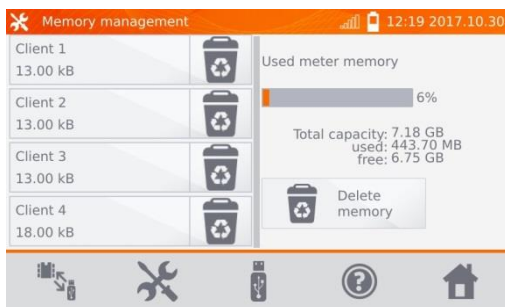 Memory management
12:19 2017.10.30
Client 1
13.00 kB
Client 2
13.00 kB
Client 3
13.00 kB
Client 4
18.00 kB
Used meter memory
6%
Total capacity: 7.18 GB
used: 443.70 MB
free: 6.75 GB
Delete
memory
?